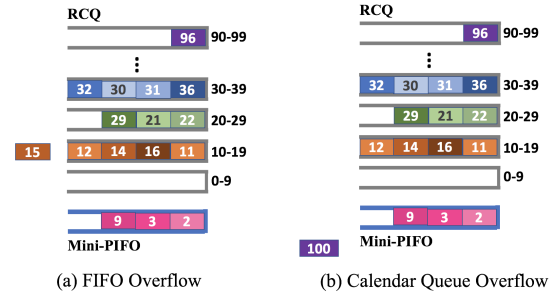 RCQ
96 90-99
32 30 31 36 30-39
29 21 22 20-29
15 12 14 16 11 10-19
0-9
9 3 2
Mini-PIFO
(a) FIFO Overflow
RCQ
96 90-99
32 30 31 36 30-39
29 21 22 20-29
12 14 16 11 10-19
0-9
9 3 2
100 Mini-PIFO
(b) Calendar Queue Overflow